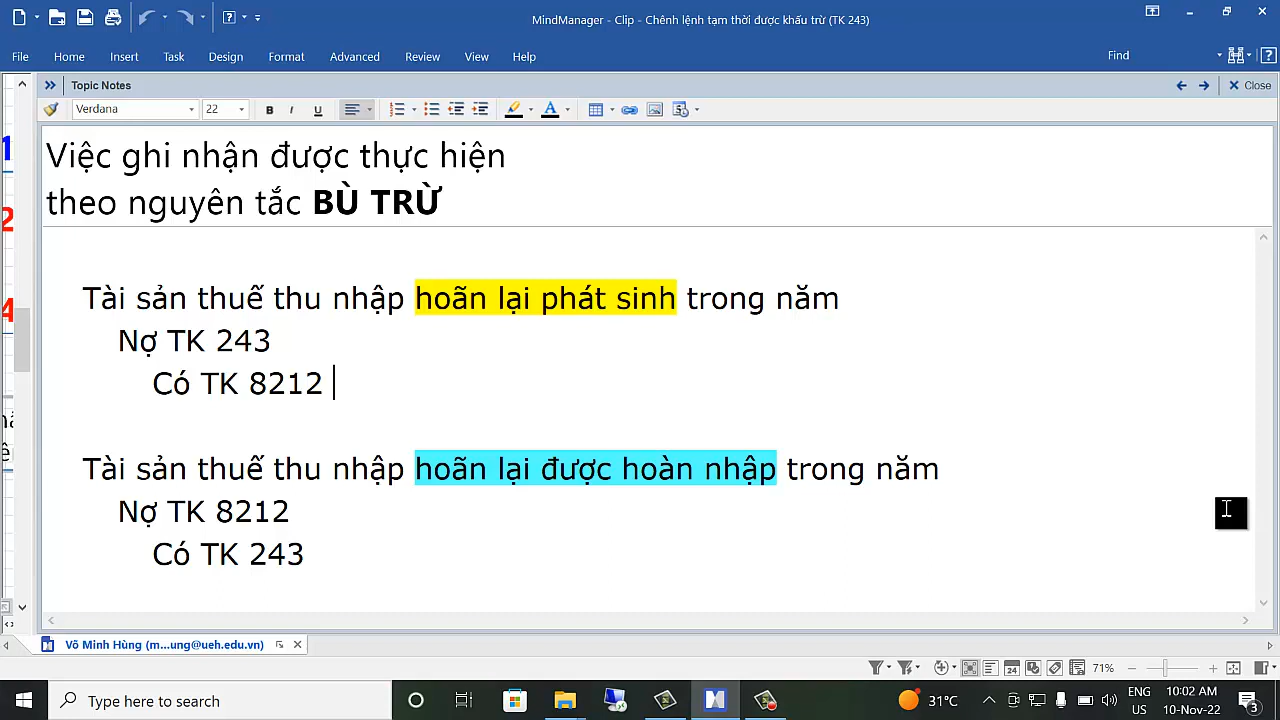 MindManager - Clip - Chênh lệnh tạm thời được khấu trừ (TK 243)
File Home Insert Task Design Format Advanced Review View Help Find
Topic Notes Close
Verdana 22 B I U A
Việc ghi nhận được thực hiện
theo nguyên tắc BÙ TRỪ
1
2
4
Tài sản thuế thu nhập hoãn lại phát sinh trong năm
Nợ TK 243
Có TK 8212
Tài sản thuế thu nhập hoãn lại được hoàn nhập trong năm
Nợ TK 8212
Có TK 243
Võ Minh Hùng (m...ung@ueh.edu.vn)
71%
Type here to search
31°C
ENG
US
10:02 AM
10-Nov-22
3